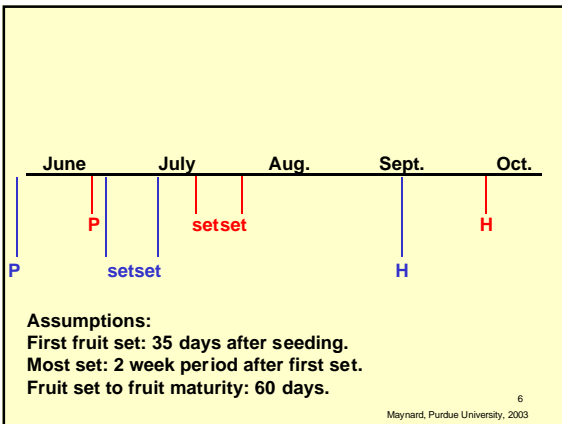 June July Aug. Sept. Oct.
P setset H
P setset H
Assumptions:
First fruit set: 35 days after seeding.
Most set: 2 week period after first set.
Fruit set to fruit maturity: 60 days.
6
Maynard, Purdue University, 2003